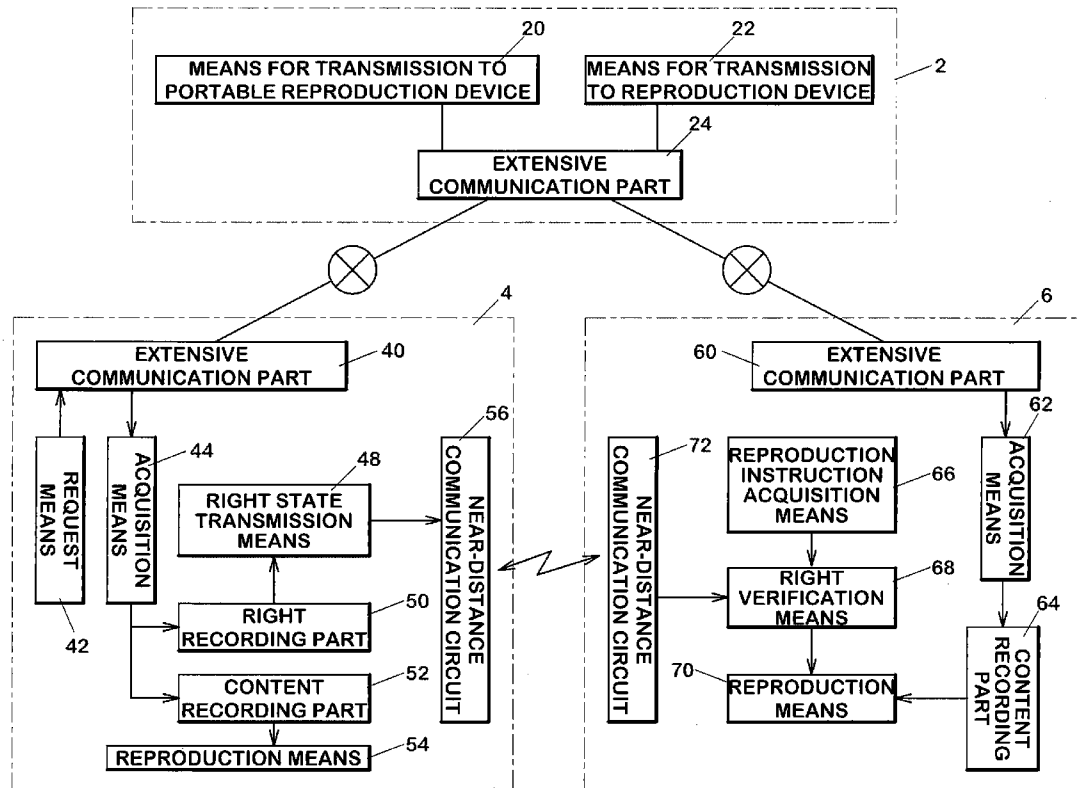 20
22
MEANS FOR TRANSMISSION TO
PORTABLE REPRODUCTION DEVICE
MEANS FOR TRANSMISSION
TO REPRODUCTION DEVICE
2
24
EXTENSIVE
COMMUNICATION PART
4
6
EXTENSIVE
COMMUNICATION PART
40
60
EXTENSIVE
COMMUNICATION PART
REQUEST
MEANS
42
ACQUISITION
MEANS
44
48
RIGHT STATE
TRANSMISSION
MEANS
50
RIGHT
RECORDING PART
52
CONTENT
RECORDING PART
REPRODUCTION MEANS
54
56
NEAR-DISTANCE
COMMUNICATION CIRCUIT
72
NEAR-DISTANCE
COMMUNICATION CIRCUIT
REPRODUCTION
INSTRUCTION
ACQUISITION
MEANS
66
62
ACQUISITION
MEANS
68
RIGHT
VERIFICATION
MEANS
64
CONTENT
RECORDING
PART
70
REPRODUCTION
MEANS